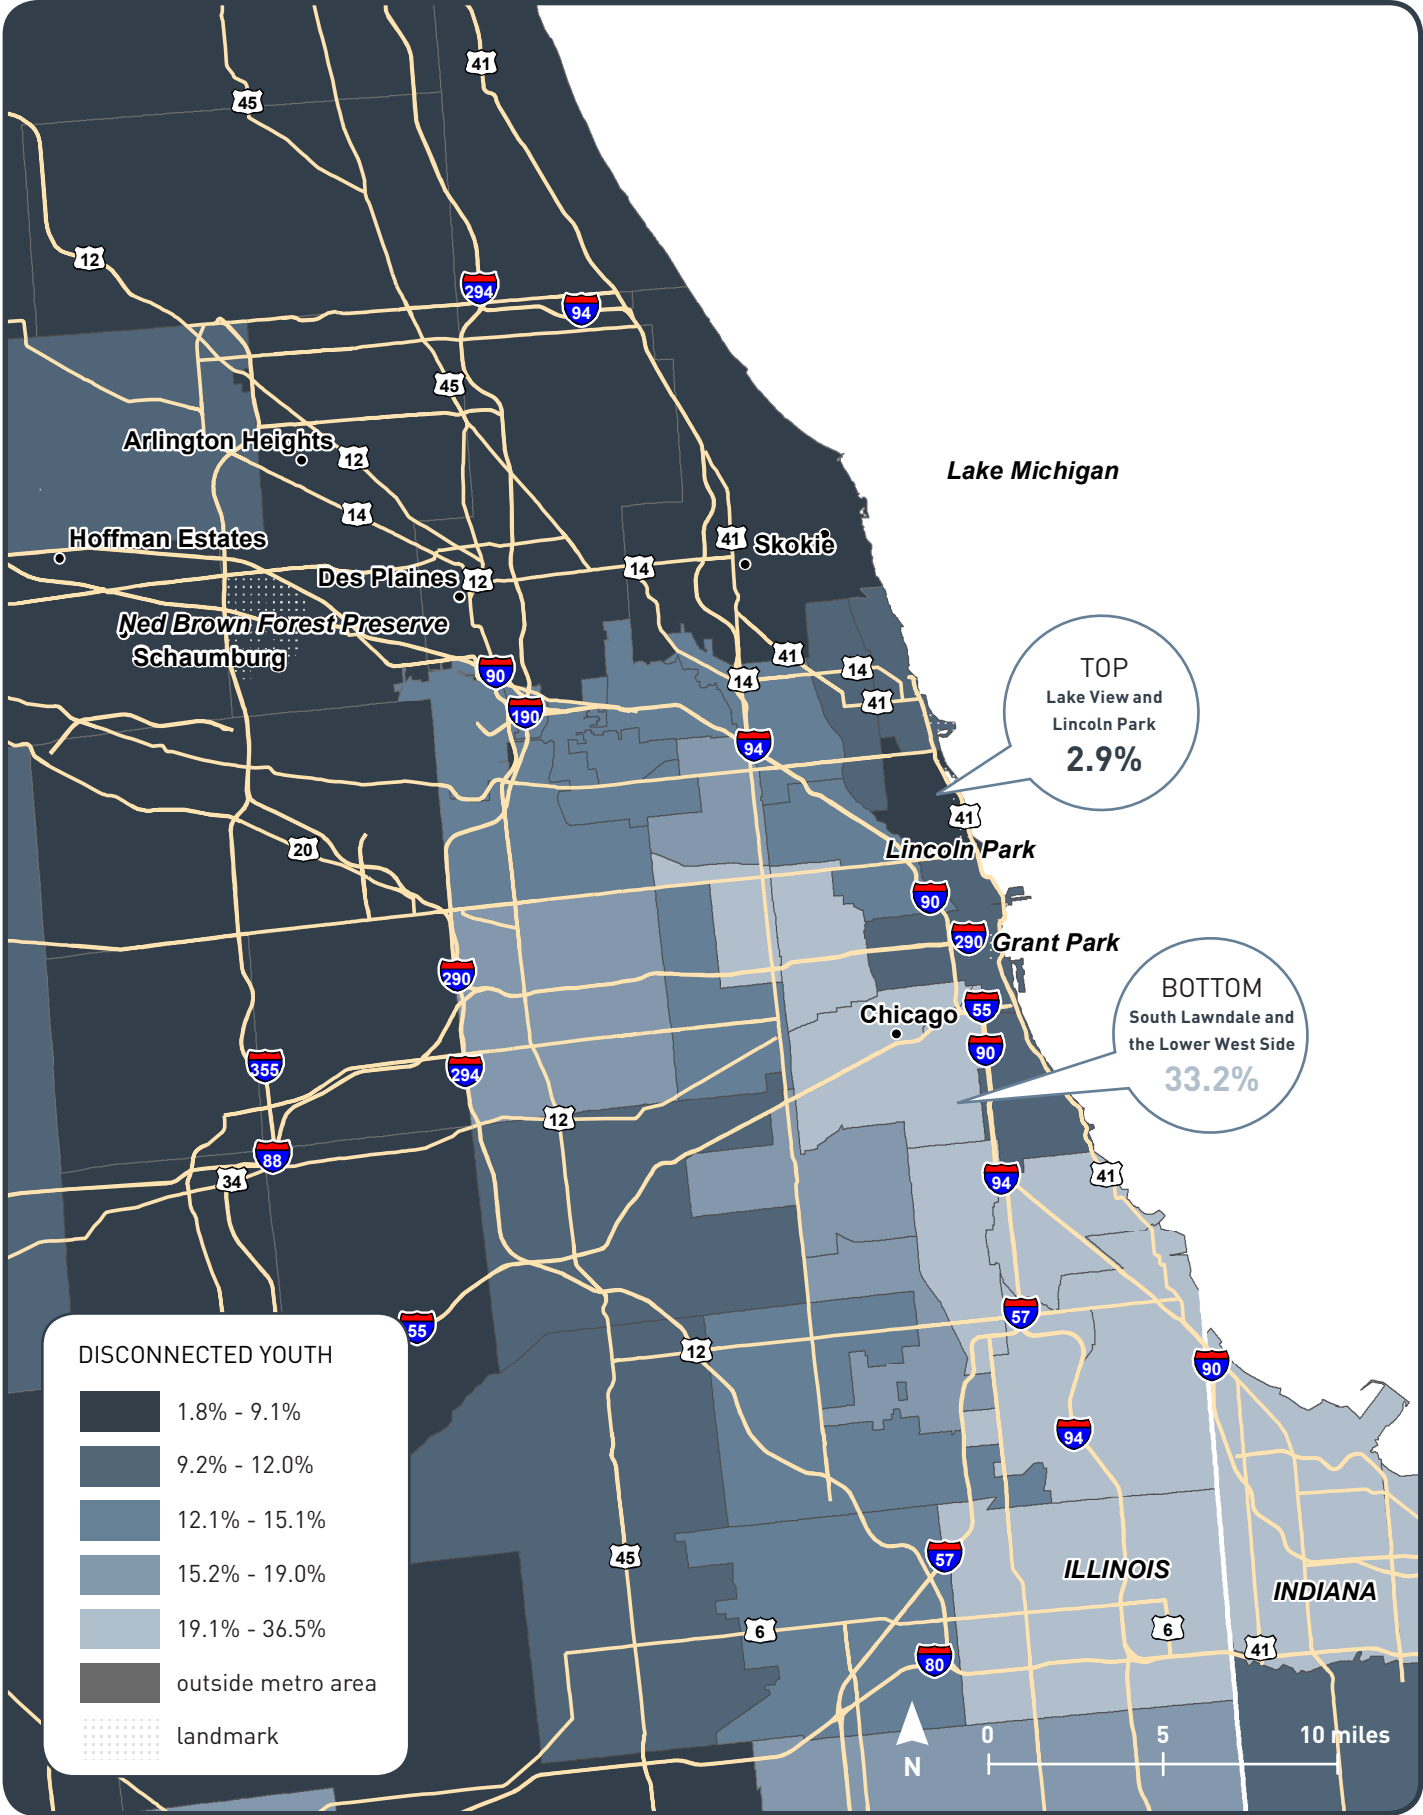 41
45
12
294
94
45
Arlington Heights
12
Lake Michigan
14
Hoffman Estates
41
Skokie
14
Des Plaines
12
Ned Brown Forest Preserve
Schaumburg
41
14
90
14
41
190
94
TOP
Lake View and
Lincoln Park
2.9%
41
20
Lincoln Park
90
290
Grant Park
290
BOTTOM
South Lawndale and
the Lower West Side
33.2%
55
Chicago
90
355
294
12
88
34
94
41
57
55
12
90
94
DISCONNECTED YOUTH
1.8% - 9.1%
9.2% - 12.0%
12.1% - 15.1%
15.2% - 19.0%
19.1% - 36.5%
outside metro area
landmark
45
57
ILLINOIS
INDIANA
6
6
41
80
0 5 10 miles
N